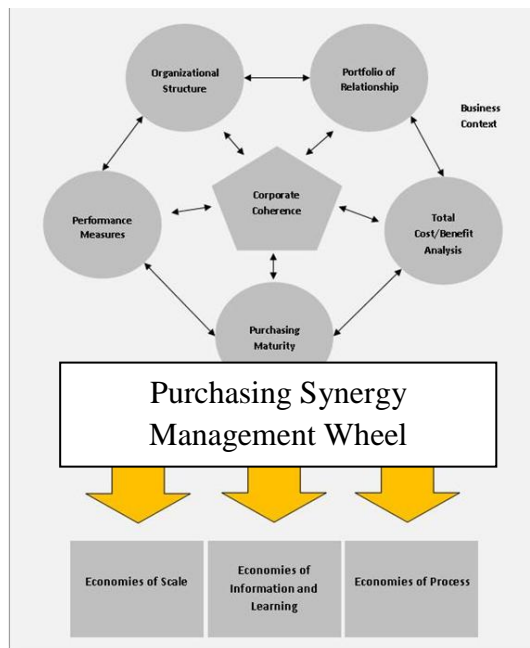 Organizational
Structure
Portfolio of
Relationship
Business
Context
Corporate
Coherence
Performance
Measures
Total
Cost/Benefit
Analysis
Purchasing
Maturity
Purchasing Synergy
Management Wheel
Economies of Scale
Economies of
Information and
Learning
Economies of Process